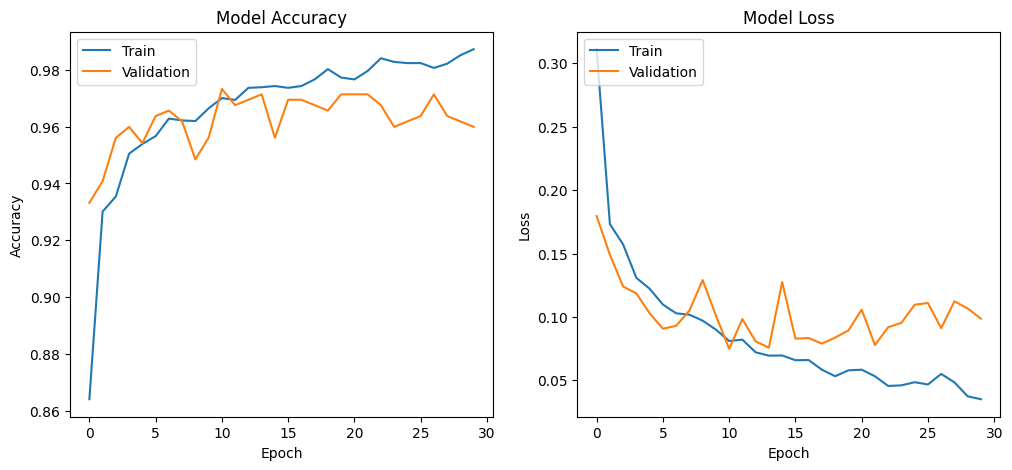 Model Accuracy
Train
Validation
0.98
0.96
0.94
0.92
0.90
0.88
0.86
Accuracy
0 5 10 15 20 25 30
Epoch
Model Loss
Train
Validation
0.30
0.25
0.20
0.15
0.10
0.05
Loss
0 5 10 15 20 25 30
Epoch